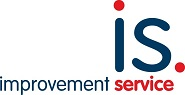 is.
improvement service